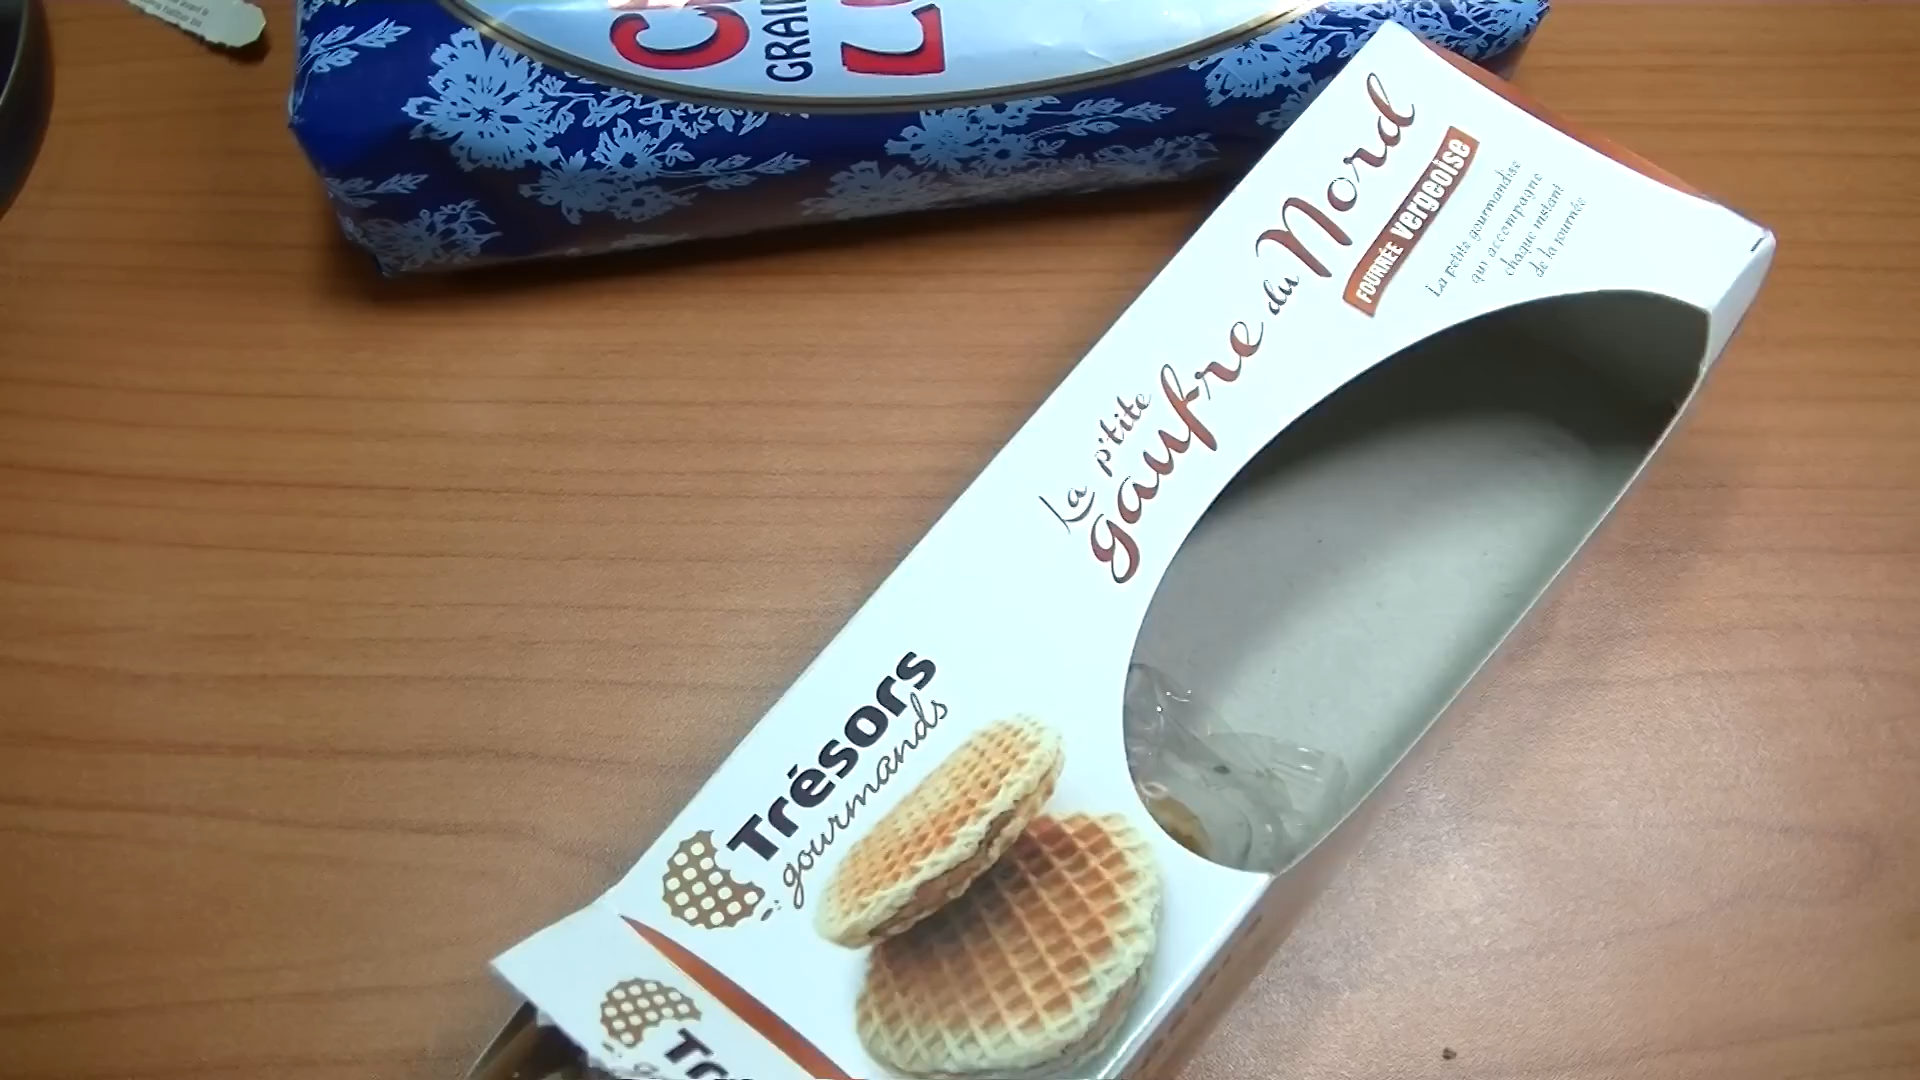 GRAI
La p'tite
gaufre du Nord
FOURRÉE vergeoise
La petite gourmandise
qui accompagne
chaque instant
de la journée
Trésors
gourmands